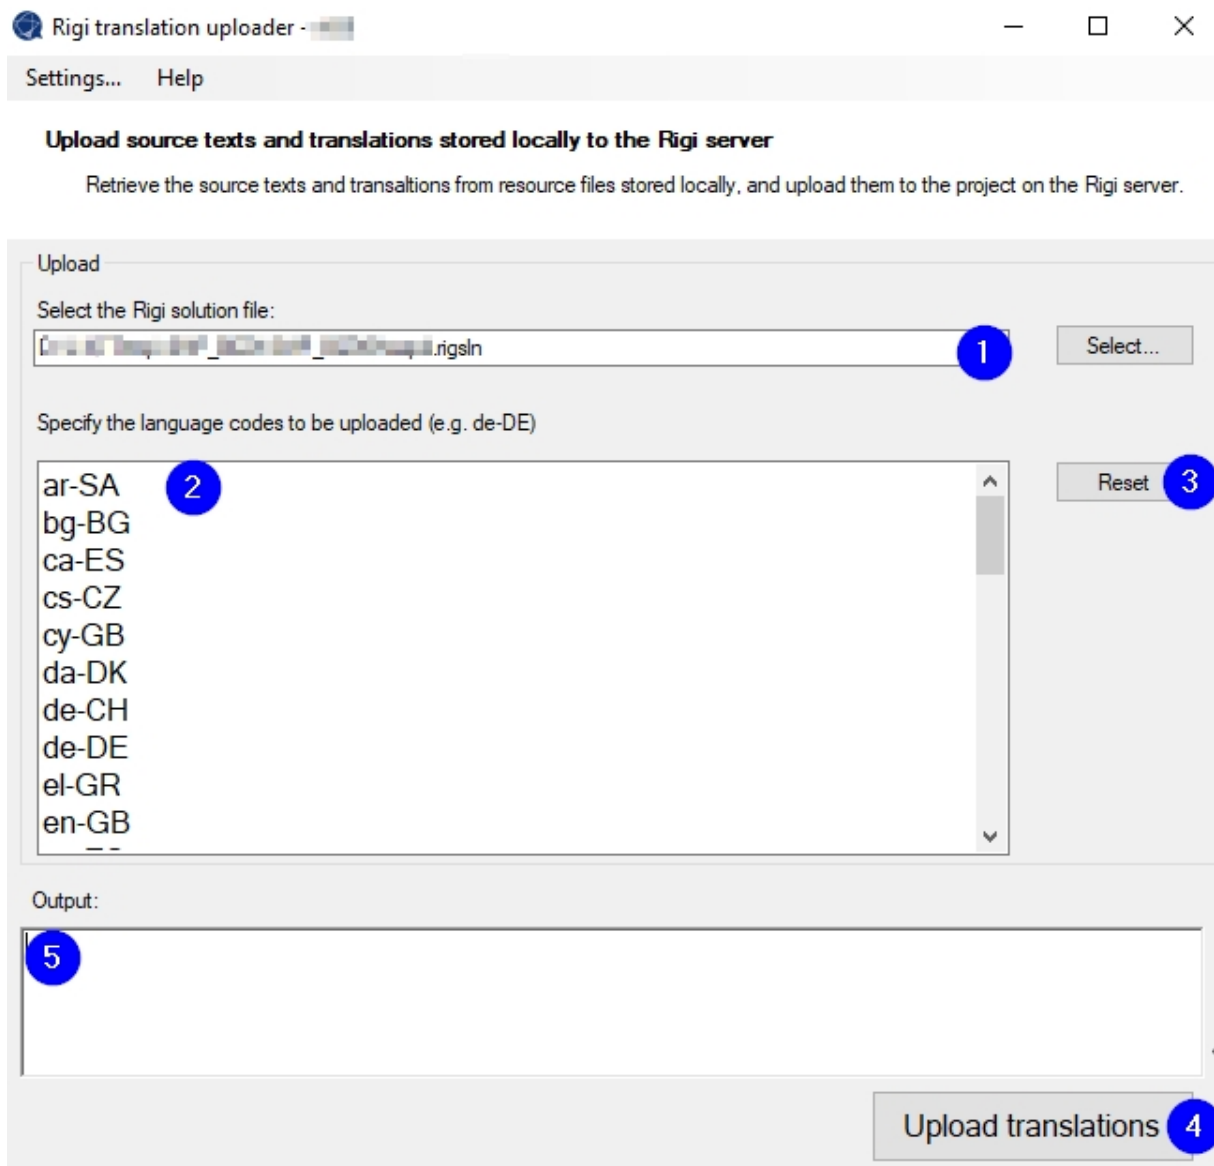 Rigi translation uploader -
Settings... Help
Upload source texts and translations stored locally to the Rigi server
Retrieve the source texts and transaltions from resource files stored locally, and upload them to the project on the Rigi server.
Upload
Select the Rigi solution file:
.rigsln
1
Select...
Specify the language codes to be uploaded (e.g. de-DE)
ar-SA
2
Reset
3
bg-BG
ca-ES
cs-CZ
cy-GB
da-DK
de-CH
de-DE
el-GR
en-GB
Output:
5
Upload translations
4